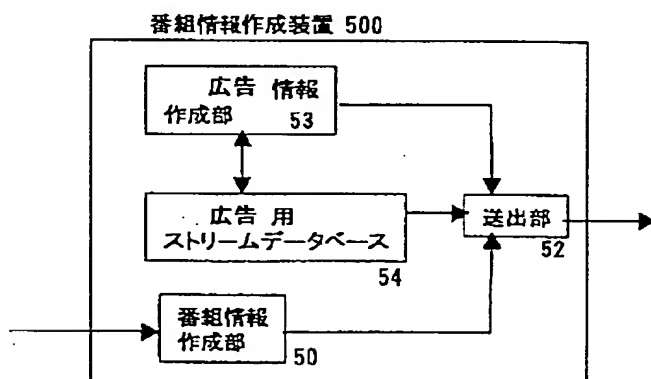 番組情報作成装置 500
広告 情報
作成部 53
広告 用
ストリームデータベース
54
送出部
52
番組情報
作成部
50